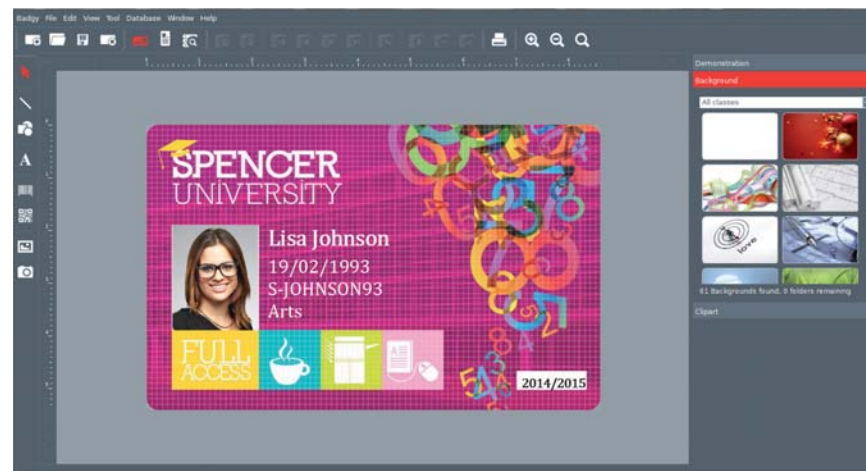 Badgy File Edit View Tool Database Window Help
Demonstration
Background
All classes
SPENCER
UNIVERSITY
Lisa Johnson
19/02/1993
S-JOHNSON93
Arts
FULL
ACCESS
2014/2015
love
61 Backgrounds found, 0 folders remaining
Clipart